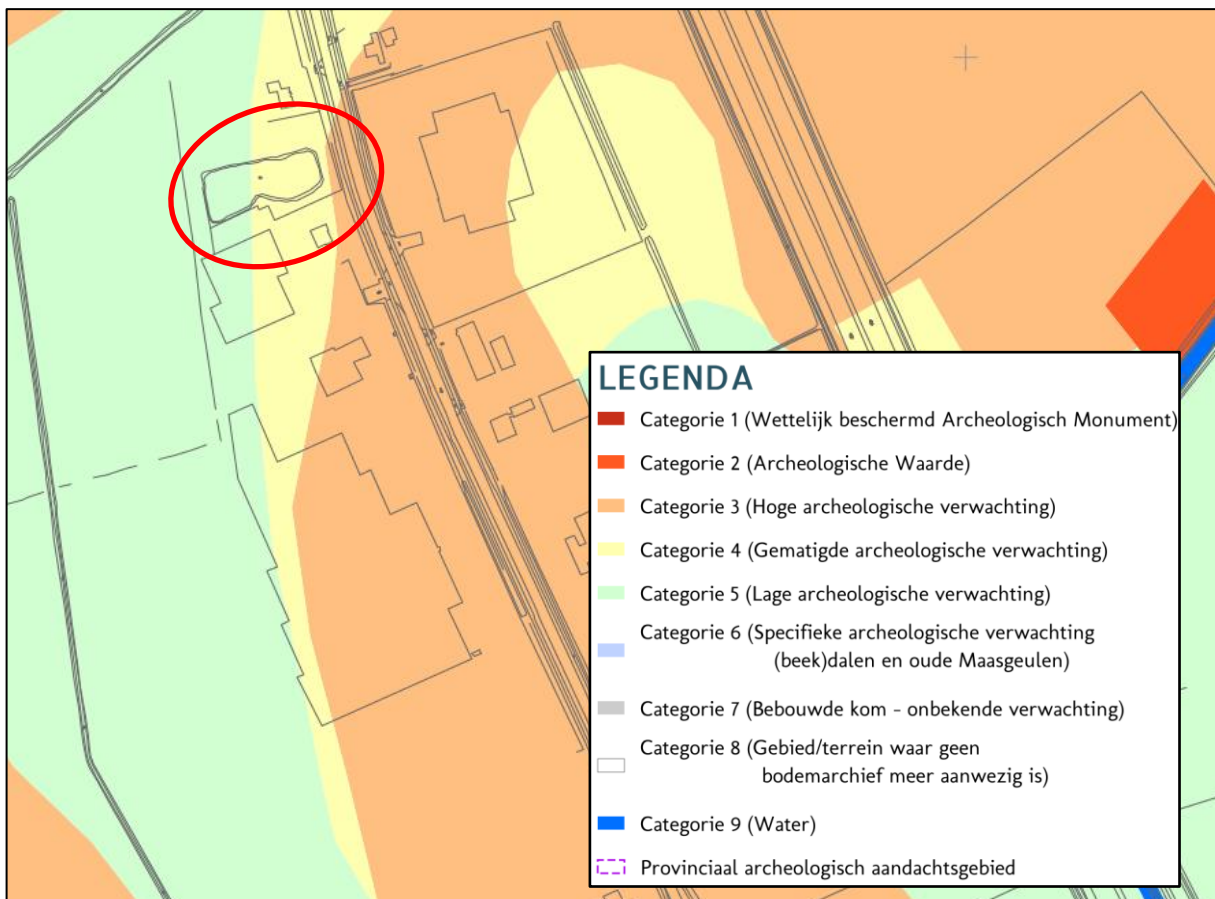 LEGENDA
Categorie 1 (Wettelijk beschermd Archeologisch Monument)
Categorie 2 (Archeologische Waarde)
Categorie 3 (Hoge archeologische verwachting)
Categorie 4 (Gematigde archeologische verwachting)
Categorie 5 (Lage archeologische verwachting)
Categorie 6 (Specifieke archeologische verwachting
(beek)dalen en oude Maasgeulen)
Categorie 7 (Bebouwde kom - onbekende verwachting)
Categorie 8 (Gebied/terrein waar geen
bodemarchief meer aanwezig is)
Categorie 9 (Water)
Provinciaal archeologisch aandachtsgebied